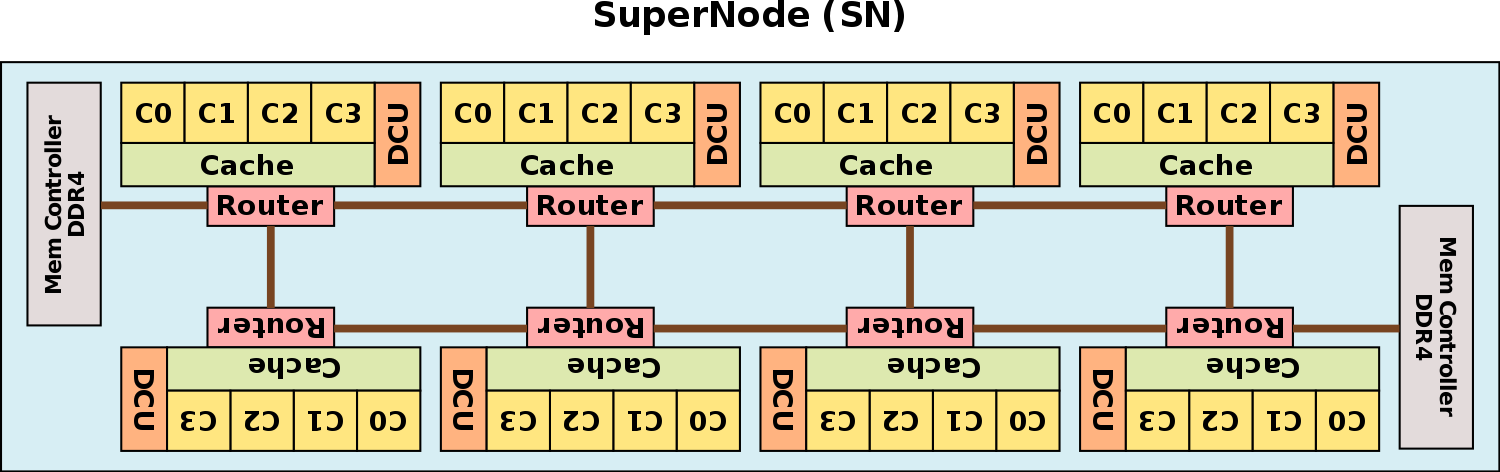 SuperNode (SN)
Mem Controller
DDR4
C0 C1 C2 C3 DCU
Cache
Router
C0 C1 C2 C3 DCU
Cache
Router
C0 C1 C2 C3 DCU
Cache
Router
C0 C1 C2 C3 DCU
Cache
Router
Router
Cache
DCU C3 C2 C1 C0
Router
Cache
DCU C3 C2 C1 C0
Router
Cache
DCU C3 C2 C1 C0
Router
Cache
DCU C3 C2 C1 C0
Mem Controller
DDR4